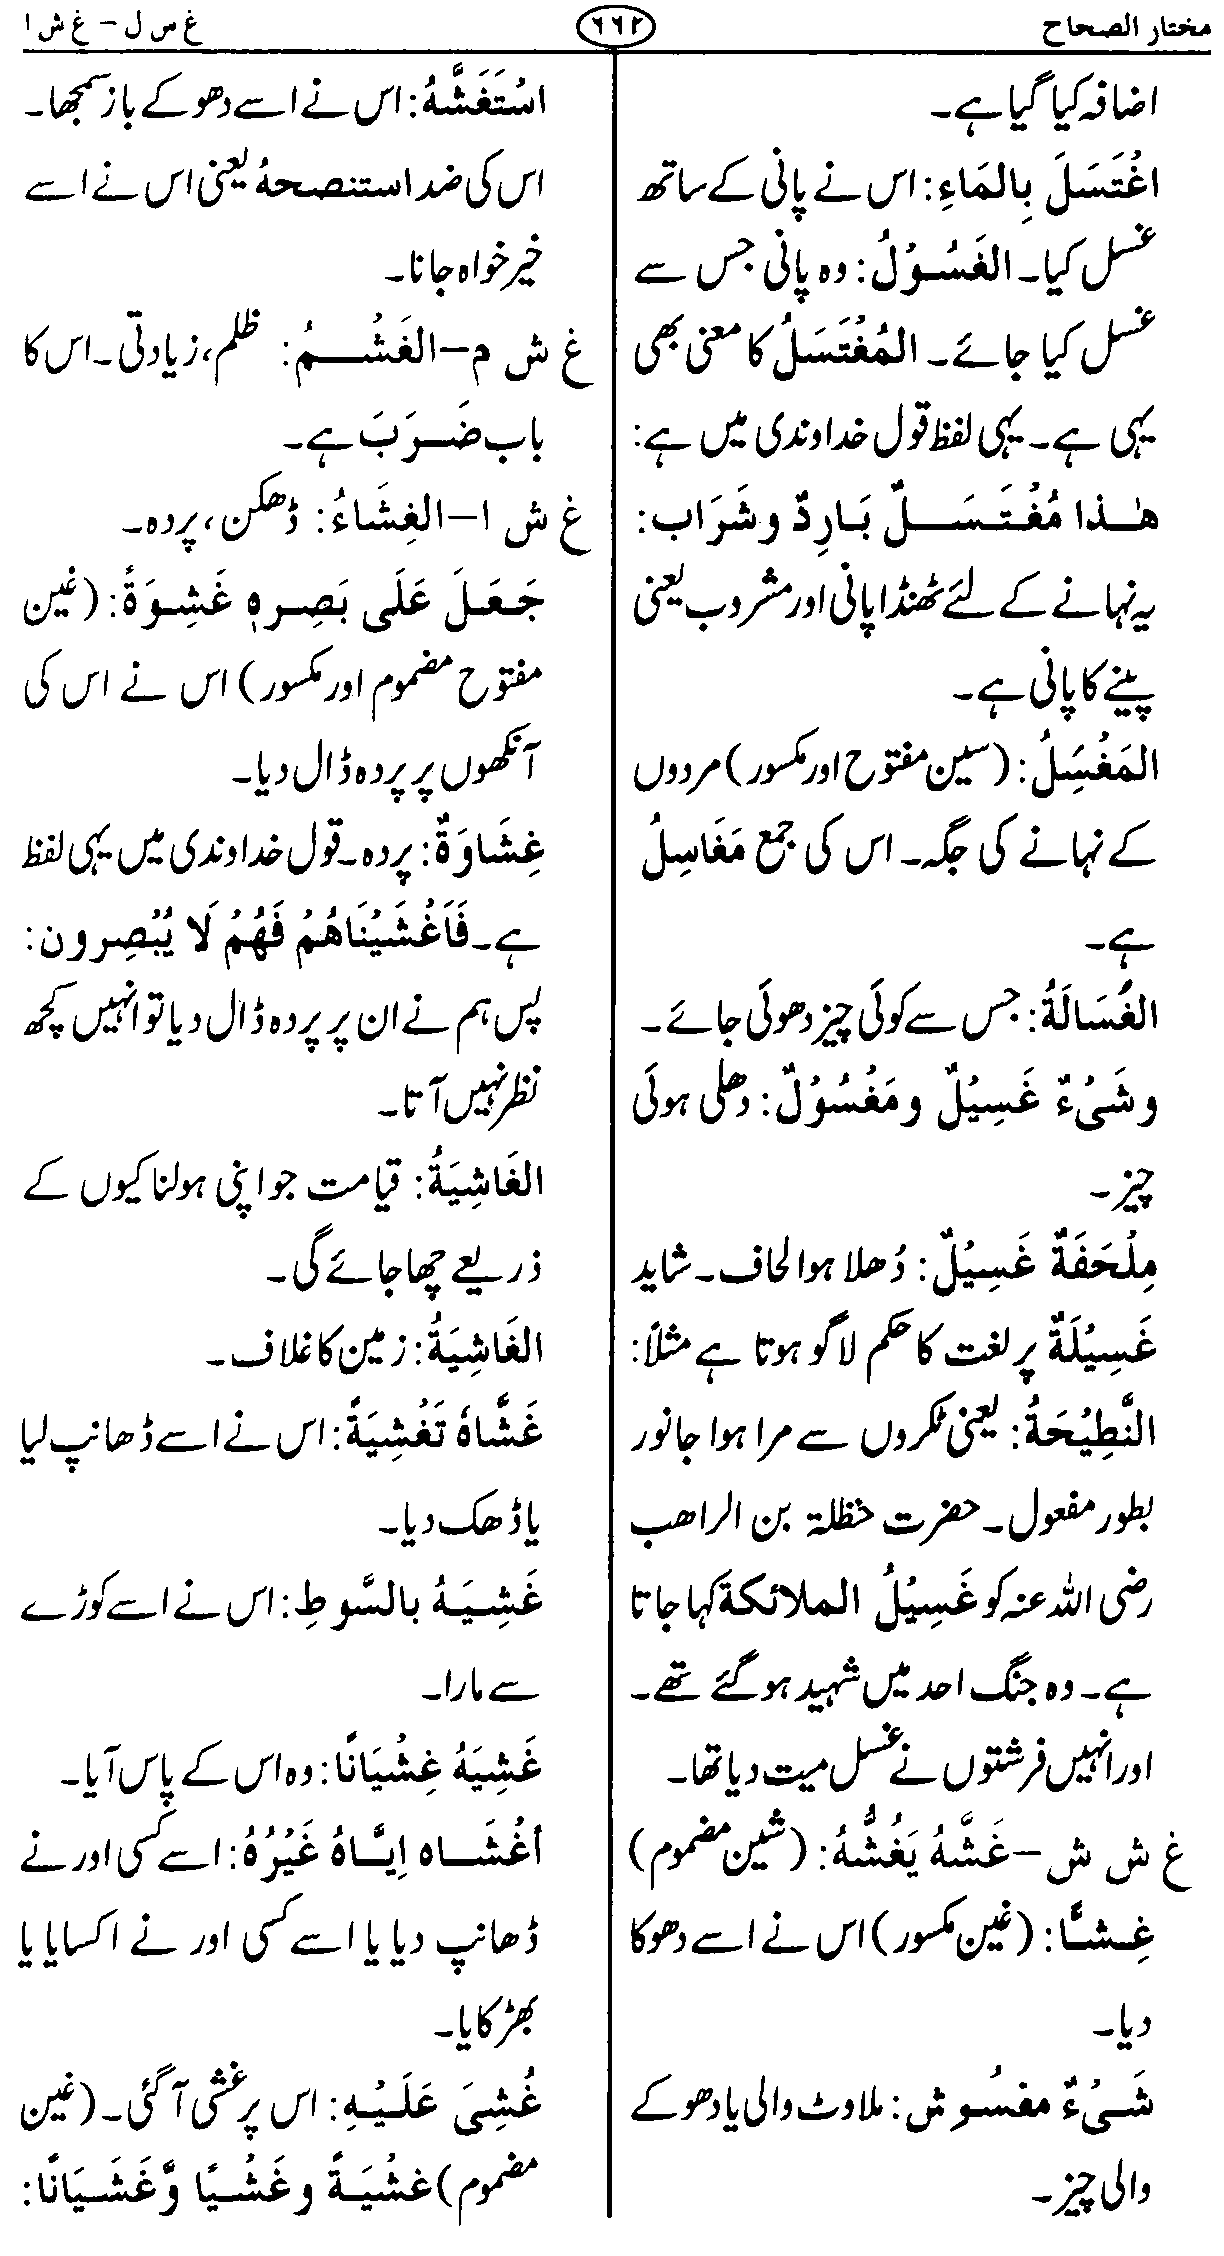 مختار الصحاح
٦٦٢
غ س ل – غ ش ا
اضافہ کیا گیا ہے۔
اغْتَسَلَ بِالمَاءِ: اس نے پانی کے ساتھ
غسل کیا۔ الغَسُوْلُ: وہ پانی جس سے
غسل کیا جائے۔ المُغْتَسَلُ کا معنی بھی
یہی ہے۔ یہی لفظ قول خداوندی میں ہے:
هٰذا مُغْتَسَلٌ بَارِدٌ وشَرَاب:
یہ نہانے کے لئے ٹھنڈا پانی اور مشروب یعنی
پینے کا پانی ہے۔
المَغْسَِلُ: (سین مفتوح اور مکسور) مردوں
کے نہانے کی جگہ۔ اس کی جمع مَغَاسِلُ
ہے۔
الغُسَالَةُ: جس سے کوئی چیز دھوئی جائے۔
وشَیْءٌ غَسِيْلٌ ومَغْسُوْلٌ: دھلی ہوئی
چیز۔
مِلْحَفَةٌ غَسِيْلٌ: دُھلا ہوا لحاف۔ شاید
غَسِيْلَةٌ پر لغت کا حکم لاگو ہوتا ہے مثلاً:
النَّطِيْحَةُ: یعنی ٹکروں سے مرا ہوا جانور
بطور مفعول۔ حضرت حنظلة بن الراهب
رضی اللہ عنہ کو غَسِيْلُ الملائكة کہا جاتا
ہے۔ وہ جنگ احد میں شہید ہو گئے تھے۔
اور انہیں فرشتوں نے غسل میت دیا تھا۔
غ ش ش – غَشَّهُ يَغُشُّهُ: (شین مضموم)
غِشًّا: (غین مکسور) اس نے اسے دھوکا
دیا۔
شَیْءٌ مغشُوش: ملاوٹ والی یا دھوکے
والی چیز۔
اسْتَغَشَّهُ: اس نے اسے دھوکے باز سمجھا۔
اس کی ضد استنصحهُ یعنی اس نے اسے
خیر خواہ جانا۔
غ ش م – الغَشْمُ: ظلم، زیادتی۔ اس کا
باب ضَرَبَ ہے۔
غ ش ا – الغِشَاءُ: ڈھکن، پردہ۔
جَعَلَ عَلَى بَصِرِهٖ غَشِوَةً: (غین
مفتوح مضموم اور مکسور) اس نے اس کی
آنکھوں پر پردہ ڈال دیا۔
غِشَاوَةٌ: پردہ۔ قول خداوندی میں یہی لفظ
ہے۔ فَاَغْشَيْنَاهُمْ فَهُمْ لَا يُبْصِرون:
پس ہم نے ان پر پردہ ڈال دیا تو انہیں کچھ
نظر نہیں آتا۔
الغَاشِيَةُ: قیامت جو اپنی ہولناکیوں کے
ذریعے چھا جائے گی۔
الغَاشِيَةُ: زمین کا غلاف۔
غَشَّاهُ تَغْشِيَةً: اس نے اسے ڈھانپ لیا
یا ڈھک دیا۔
غَشِيَهُ بالسَّوطِ: اس نے اسے کوڑے
سے مارا۔
غَشِيَهُ غِشْيَانًا: وہ اس کے پاس آیا۔
أغْشَاه إيَّاهُ غَيْرُهُ: اسے کسی اور نے
ڈھانپ دیا یا اسے کسی اور نے اکسایا یا
بھڑکایا۔
غُشِيَ عَلَيْهِ: اس پر غشی آ گئی۔ (غین
مضموم) غشْيَةً وغَشْيًا وَّغَشَيَانًا: